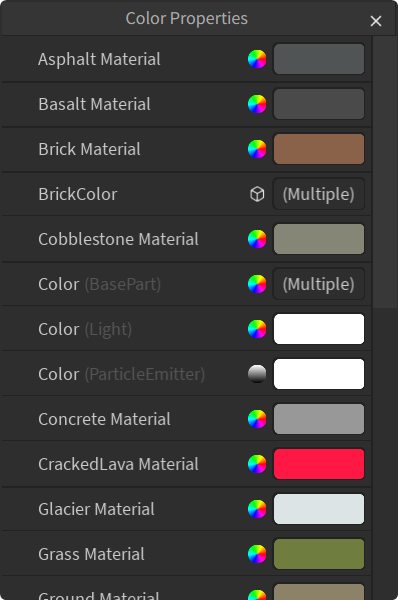 Color Properties
Asphalt Material
Basalt Material
Brick Material
BrickColor (Multiple)
Cobblestone Material
Color (BasePart) (Multiple)
Color (Light)
Color (ParticleEmitter)
Concrete Material
CrackedLava Material
Glacier Material
Grass Material
Ground Material